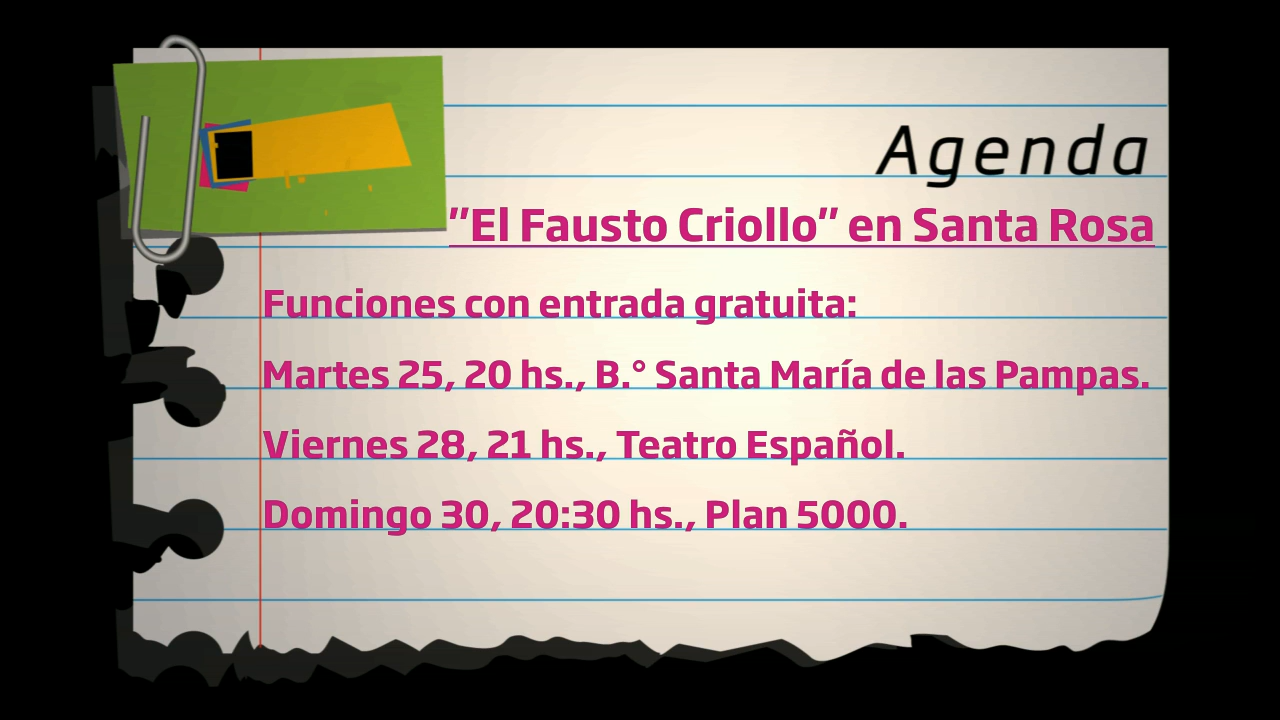 Agenda
"El Fausto Criollo" en Santa Rosa
Funciones con entrada gratuita:
Martes 25, 20 hs., B.° Santa María de las Pampas.
Viernes 28, 21 hs., Teatro Español.
Domingo 30, 20:30 hs., Plan 5000.